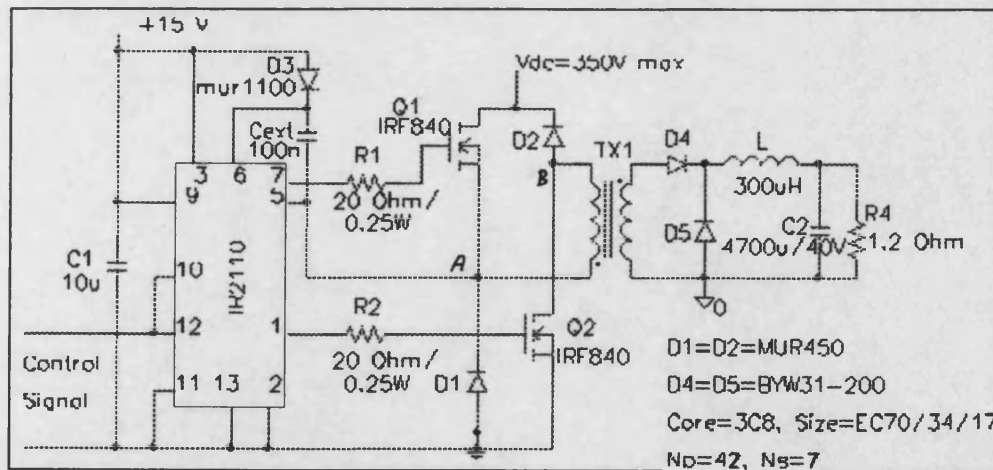 +15 V
D3
mur1100
Vdc=350V max
Q1
IRF840
Cext
100n
D2
TX1
D4
L
R1
B
300uH
3 6 7
9 5
20 Ohm/
0.25W
D5
C2
4700u/40V
R4
1.2 Ohm
C1
10u
A
10
IR2110
R2
0
12
1
Q2
IRF840
Control
Signal
20 Ohm/
0.25W
D1
11 13 2
D1=D2=MUR450
D4=D5=BYW31-200
Core=3C8, Size=EC70/34/17
Np=42, Ns=7